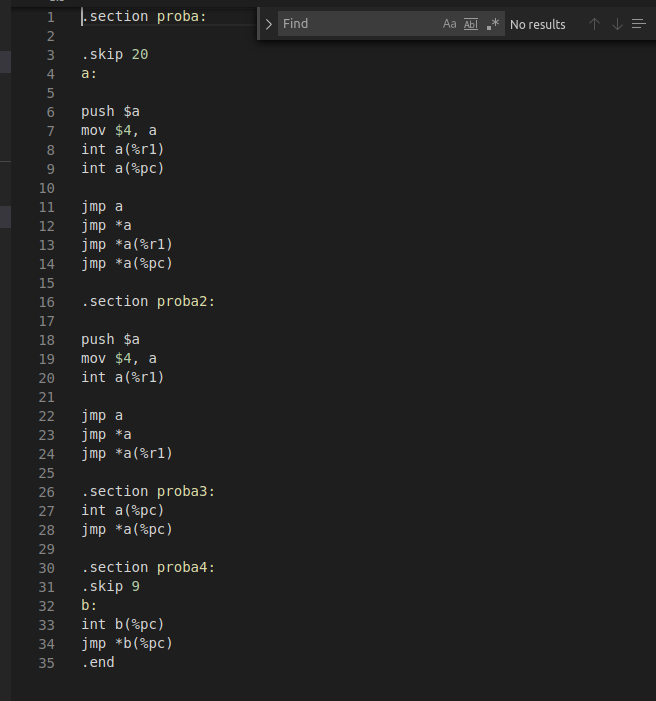 1 .section proba:
Find Aa Abl .* No results
2
3 .skip 20
4 a:
5
6 push $a
7 mov $4, a
8 int a(%r1)
9 int a(%pc)
10
11 jmp a
12 jmp *a
13 jmp *a(%r1)
14 jmp *a(%pc)
15
16 .section proba2:
17
18 push $a
19 mov $4, a
20 int a(%r1)
21
22 jmp a
23 jmp *a
24 jmp *a(%r1)
25
26 .section proba3:
27 int a(%pc)
28 jmp *a(%pc)
29
30 .section proba4:
31 .skip 9
32 b:
33 int b(%pc)
34 jmp *b(%pc)
35 .end